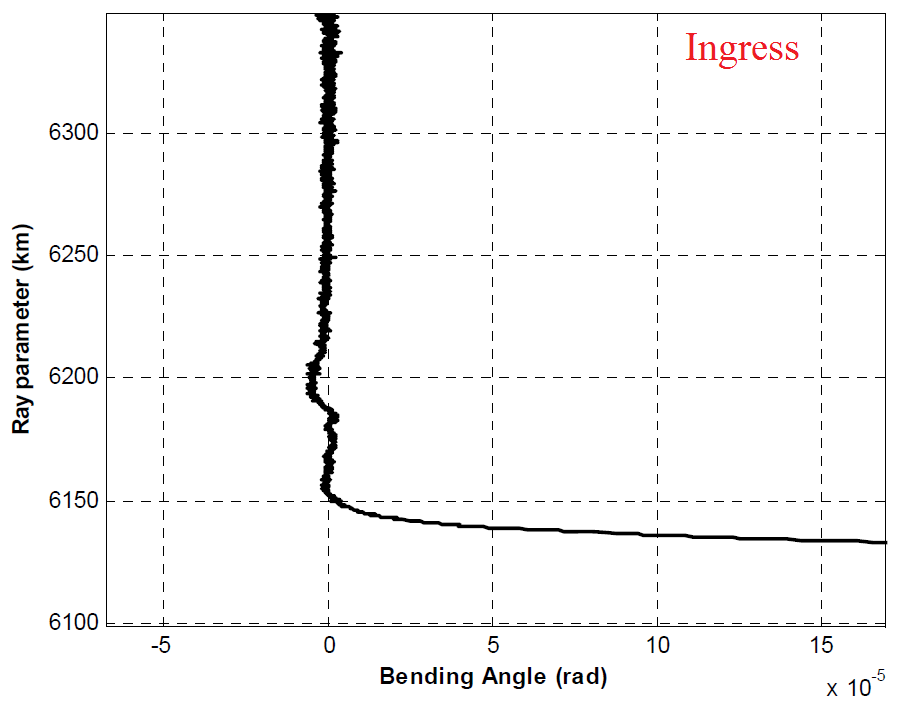 Ingress
6300
6250
6200
6150
6100
Ray parameter (km)
-5 0 5 10 15
Bending Angle (rad)
x 10-5